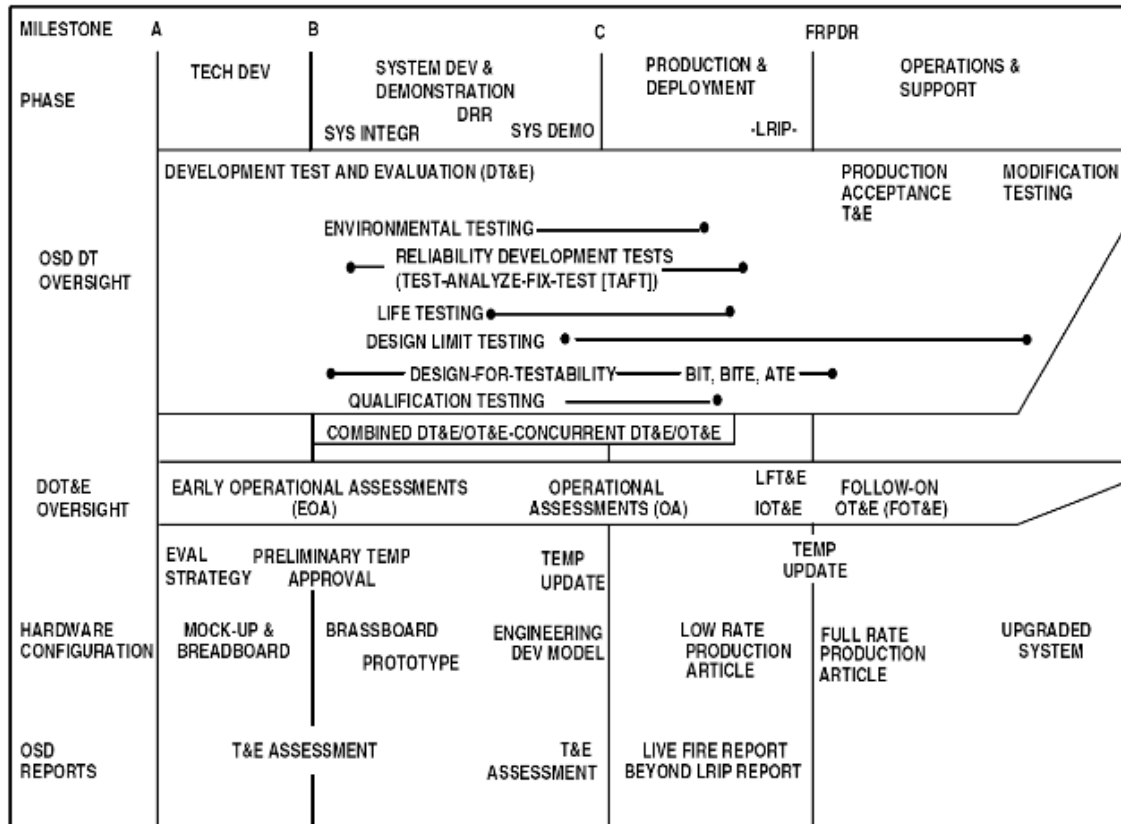 MILESTONE A B C FRPDR
PHASE
TECH DEV
SYSTEM DEV &
DEMONSTRATION
DRR
SYS INTEGR SYS DEMO
PRODUCTION &
DEPLOYMENT
-LRIP-
OPERATIONS &
SUPPORT
OSD DT
OVERSIGHT
DEVELOPMENT TEST AND EVALUATION (DT&E)
PRODUCTION
ACCEPTANCE
T&E
MODIFICATION
TESTING
ENVIRONMENTAL TESTING
RELIABILITY DEVELOPMENT TESTS
(TEST-ANALYZE-FIX-TEST [TAFT])
LIFE TESTING
DESIGN LIMIT TESTING
DESIGN-FOR-TESTABILITY BIT, BITE, ATE
QUALIFICATION TESTING
COMBINED DT&E/OT&E-CONCURRENT DT&E/OT&E
DOT&E
OVERSIGHT
EARLY OPERATIONAL ASSESSMENTS
(EOA)
OPERATIONAL
ASSESSMENTS (OA)
LFT&E
IOT&E
FOLLOW-ON
OT&E (FOT&E)
EVAL
STRATEGY
PRELIMINARY TEMP
APPROVAL
TEMP
UPDATE
TEMP
UPDATE
HARDWARE
CONFIGURATION
MOCK-UP &
BREADBOARD
BRASSBOARD
PROTOTYPE
ENGINEERING
DEV MODEL
LOW RATE
PRODUCTION
ARTICLE
FULL RATE
PRODUCTION
ARTICLE
UPGRADED
SYSTEM
OSD
REPORTS
T&E ASSESSMENT
T&E
ASSESSMENT
LIVE FIRE REPORT
BEYOND LRIP REPORT